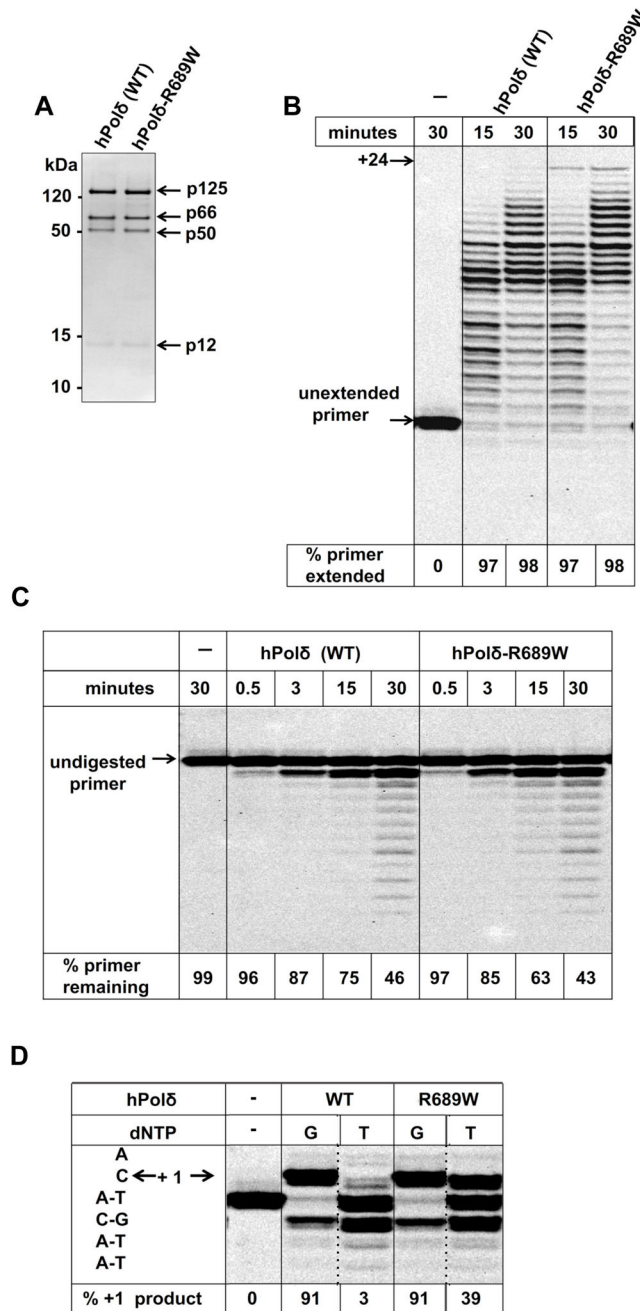 A
hPolδ (WT)
hPolδ-R689W
kDa
120
50
15
10
p125
p66
p50
p12
B
– hPolδ (WT) hPolδ-R689W
minutes 30 15 30 15 30
+24
unextended
primer
% primer
extended 0 97 98 97 98
C
– hPolδ (WT) hPolδ-R689W
minutes 30 0.5 3 15 30 0.5 3 15 30
undigested
primer
% primer
remaining 99 96 87 75 46 97 85 63 43
D
hPolδ - WT R689W
dNTP - G T G T
A
C + 1
A-T
C-G
A-T
A-T
% +1 product 0 91 3 91 39